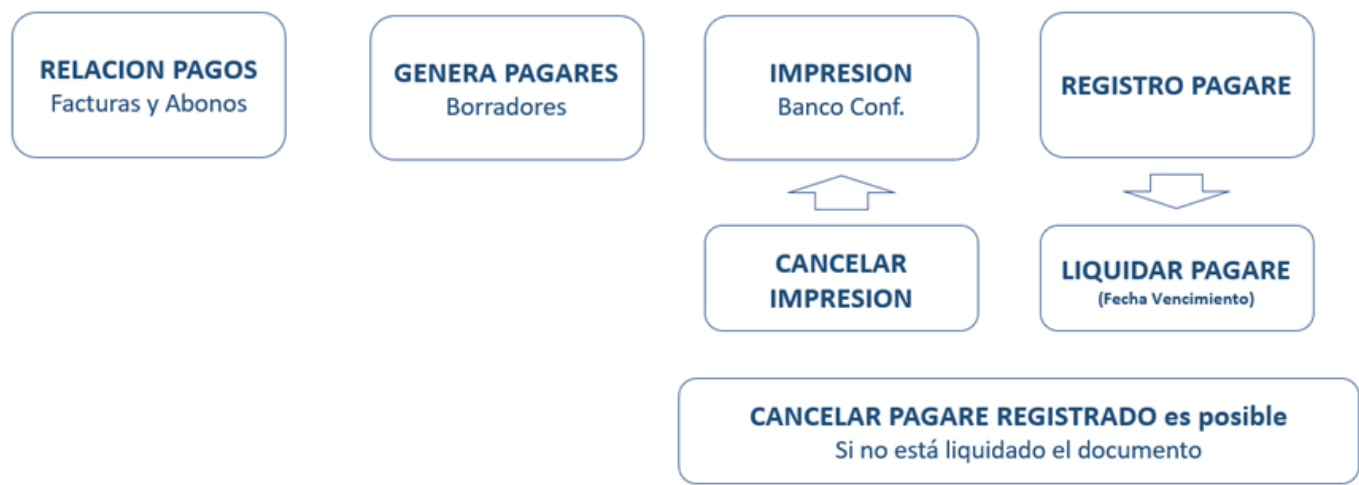 RELACION PAGOS
Facturas y Abonos
GENERA PAGARES
Borradores
IMPRESION
Banco Conf.
REGISTRO PAGARE
CANCELAR
IMPRESION
LIQUIDAR PAGARE
(Fecha Vencimiento)
CANCELAR PAGARE REGISTRADO es posible
Si no está liquidado el documento